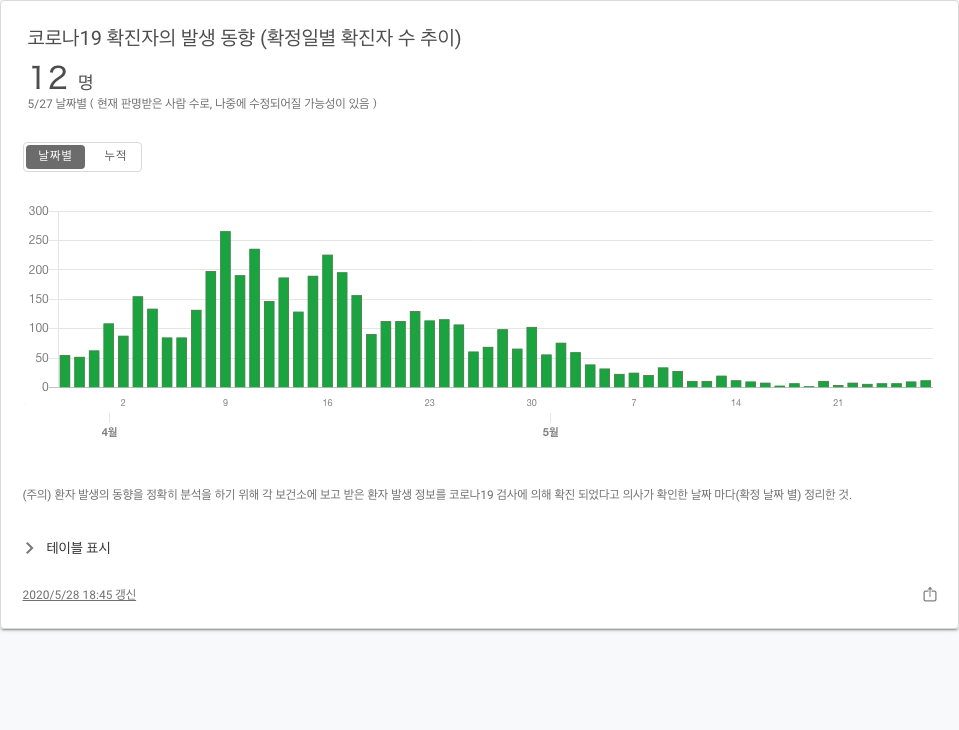 코로나19 확진자의 발생 동향 (확정일별 확진자 수 추이)
12 명
5/27 날짜별 ( 현재 판명받은 사람 수로, 나중에 수정되어질 가능성이 있음 )
날짜별 누적
300
250
200
150
100
50
0
2 9 16 23 30 7 14 21
4월 5월
(주의) 환자 발생의 동향을 정확히 분석을 하기 위해 각 보건소에 보고 받은 환자 발생 정보를 코로나19 검사에 의해 확진 되었다고 의사가 확인한 날짜 마다(확정 날짜 별) 정리한 것.
테이블 표시
2020/5/28 18:45 갱신